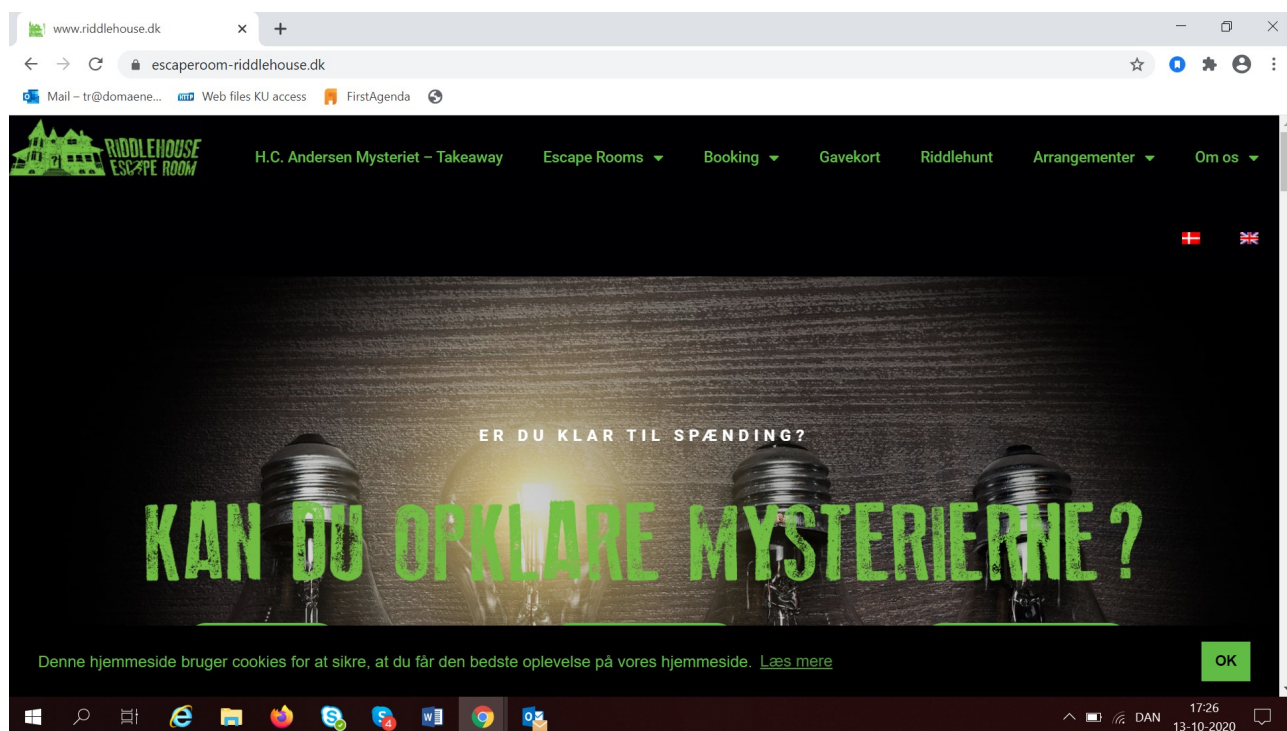 www.riddlehouse.dk
escaperoom-riddlehouse.dk
Mail – tr@domaene... Web files KU access FirstAgenda
RIDDLEHOUSE
ESCAPE ROOM
H.C. Andersen Mysteriet – Takeaway Escape Rooms Booking Gavekort Riddlehunt Arrangementer Om os
ER DU KLAR TIL SPÆNDING?
KAN DU OPKLARE MYSTERIERNE?
Denne hjemmeside bruger cookies for at sikre, at du får den bedste oplevelse på vores hjemmeside. Læs mere
OK
DAN
17:26
13-10-2020